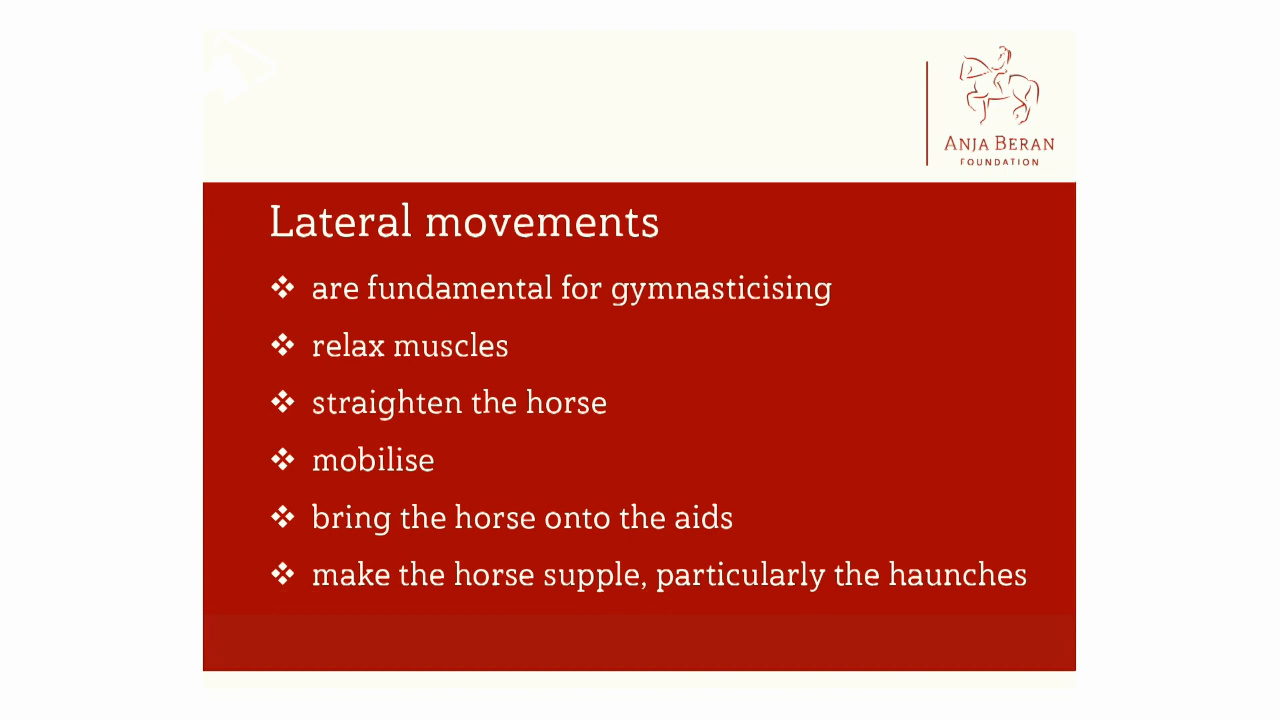 ANJA BERAN
FOUNDATION
Lateral movements
❖ are fundamental for gymnasticising
❖ relax muscles
❖ straighten the horse
❖ mobilise
❖ bring the horse onto the aids
❖ make the horse supple, particularly the haunches